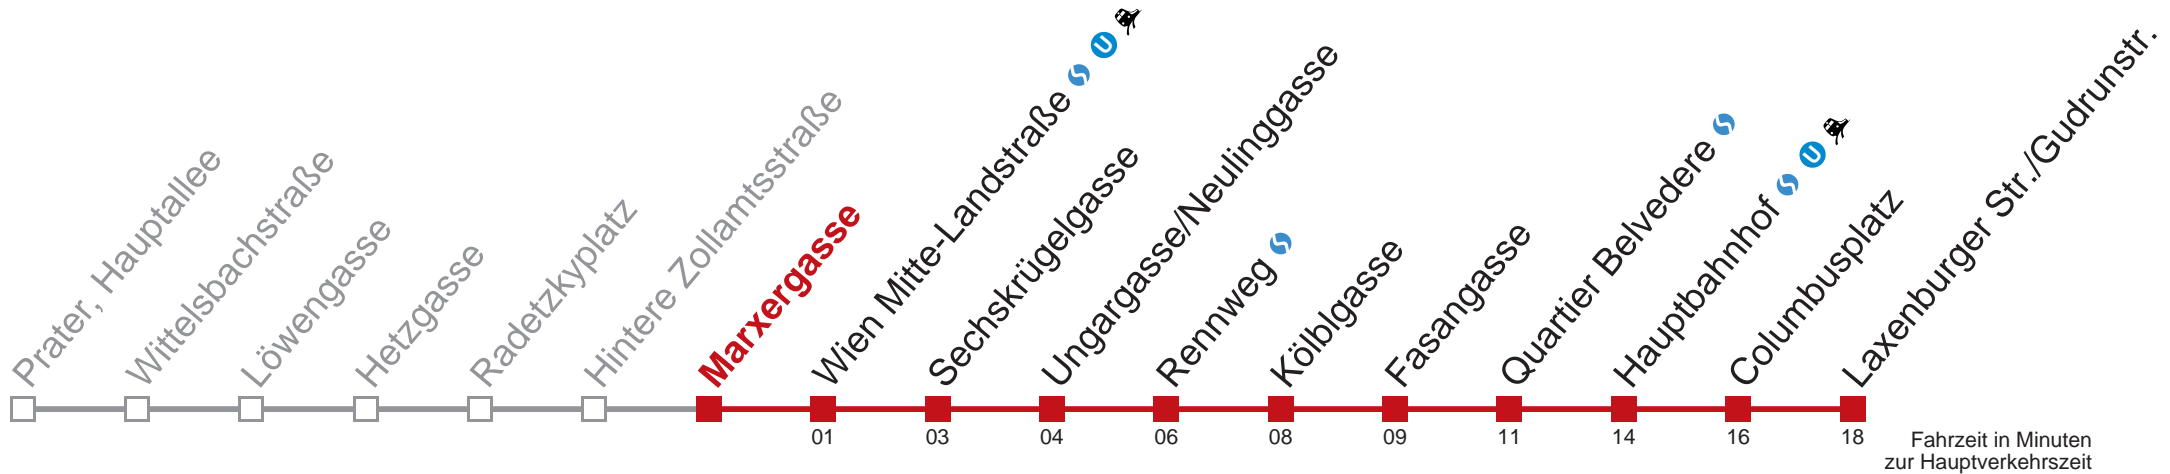 Prater, Hauptallee
Wittelsbachstraße
Löwengasse
Hetzgasse
Radetzkyplatz
Hintere Zollamtsstraße
Marxergasse
Wien Mitte-Landstraße S U
Sechskrügelgasse
Ungargasse/Neulinggasse
Rennweg S
Kölblgasse
Fasangasse
Quartier Belvedere S
Hauptbahnhof S U
Columbusplatz
Laxenburger Str./Gudrunstr.
01 03 04 06 08 09 11 14 16 18
Fahrzeit in Minuten
zur Hauptverkehrszeit